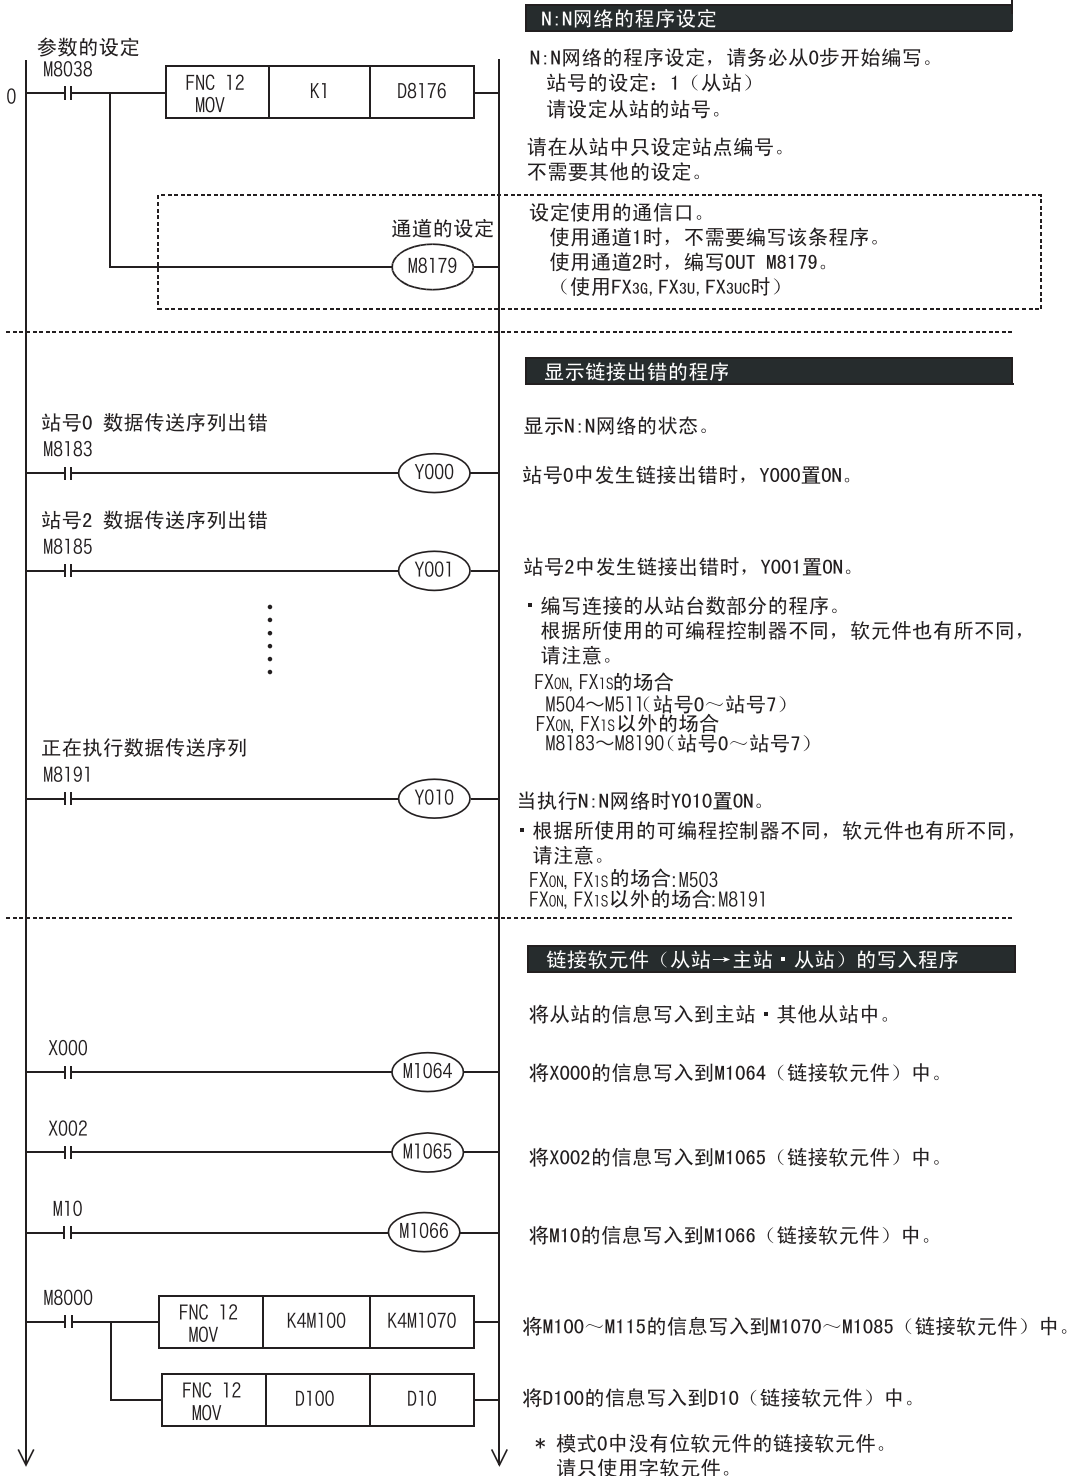 N:N网络的程序设定
参数的设定
M8038
0
FNC 12
MOV
K1
D8176
N:N网络的程序设定，请务必从0步开始编写。
站号的设定：1（从站）
请设定从站的站号。
请在从站中只设定站点编号。
不需要其他的设定。
通道的设定
M8179
设定使用的通信口。
使用通道1时，不需要编写该条程序。
使用通道2时，编写OUT M8179。
（使用FX3G, FX3U, FX3UC时）
显示链接出错的程序
站号0 数据传送序列出错
M8183
Y000
显示N:N网络的状态。
站号0中发生链接出错时，Y000置ON。
站号2 数据传送序列出错
M8185
Y001
站号2中发生链接出错时，Y001置ON。
・编写连接的从站台数部分的程序。
根据所使用的可编程控制器不同，软元件也有所不同，
请注意。
FX0N, FX1S的场合
M504～M511(站号0～站号7）
FX0N, FX1S以外的场合
M8183～M8190(站号0～站号7）
正在执行数据传送序列
M8191
Y010
当执行N:N网络时Y010置ON。
・根据所使用的可编程控制器不同，软元件也有所不同，
请注意。
FX0N, FX1S的场合:M503
FX0N, FX1S以外的场合:M8191
链接软元件（从站→主站・从站）的写入程序
将从站的信息写入到主站・其他从站中。
X000
M1064
将X000的信息写入到M1064（链接软元件）中。
X002
M1065
将X002的信息写入到M1065（链接软元件）中。
M10
M1066
将M10的信息写入到M1066（链接软元件）中。
M8000
FNC 12
MOV
K4M100
K4M1070
将M100～M115的信息写入到M1070～M1085（链接软元件）中。
FNC 12
MOV
D100
D10
将D100的信息写入到D10（链接软元件）中。
* 模式0中没有位软元件的链接软元件。
请只使用字软元件。